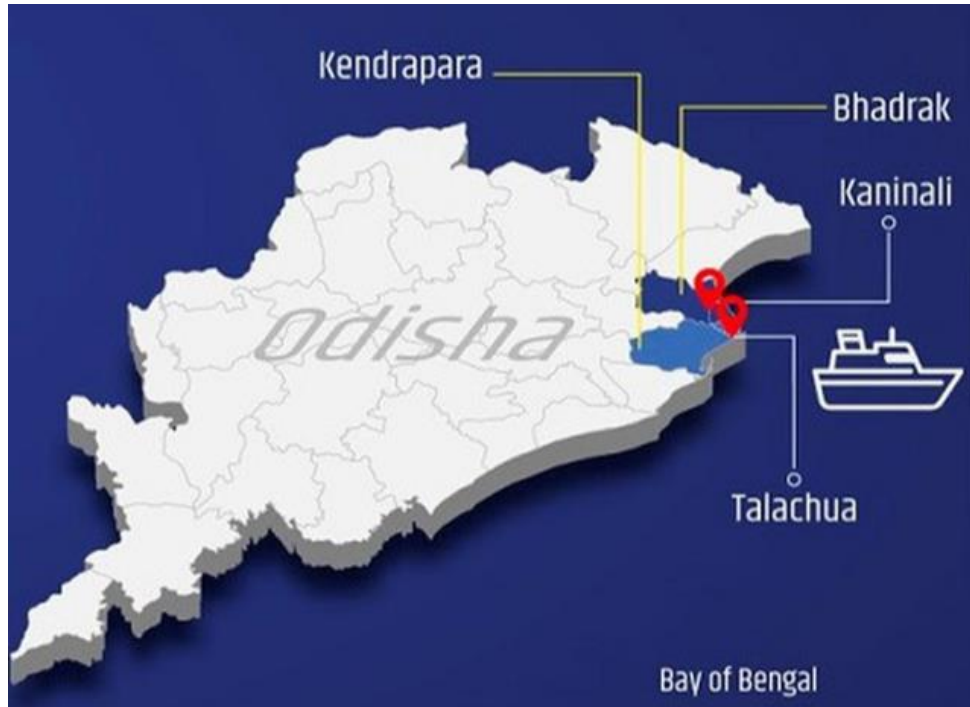 Kendrapara
Bhadrak
Kaninali
Odisha
Talachua
Bay of Bengal